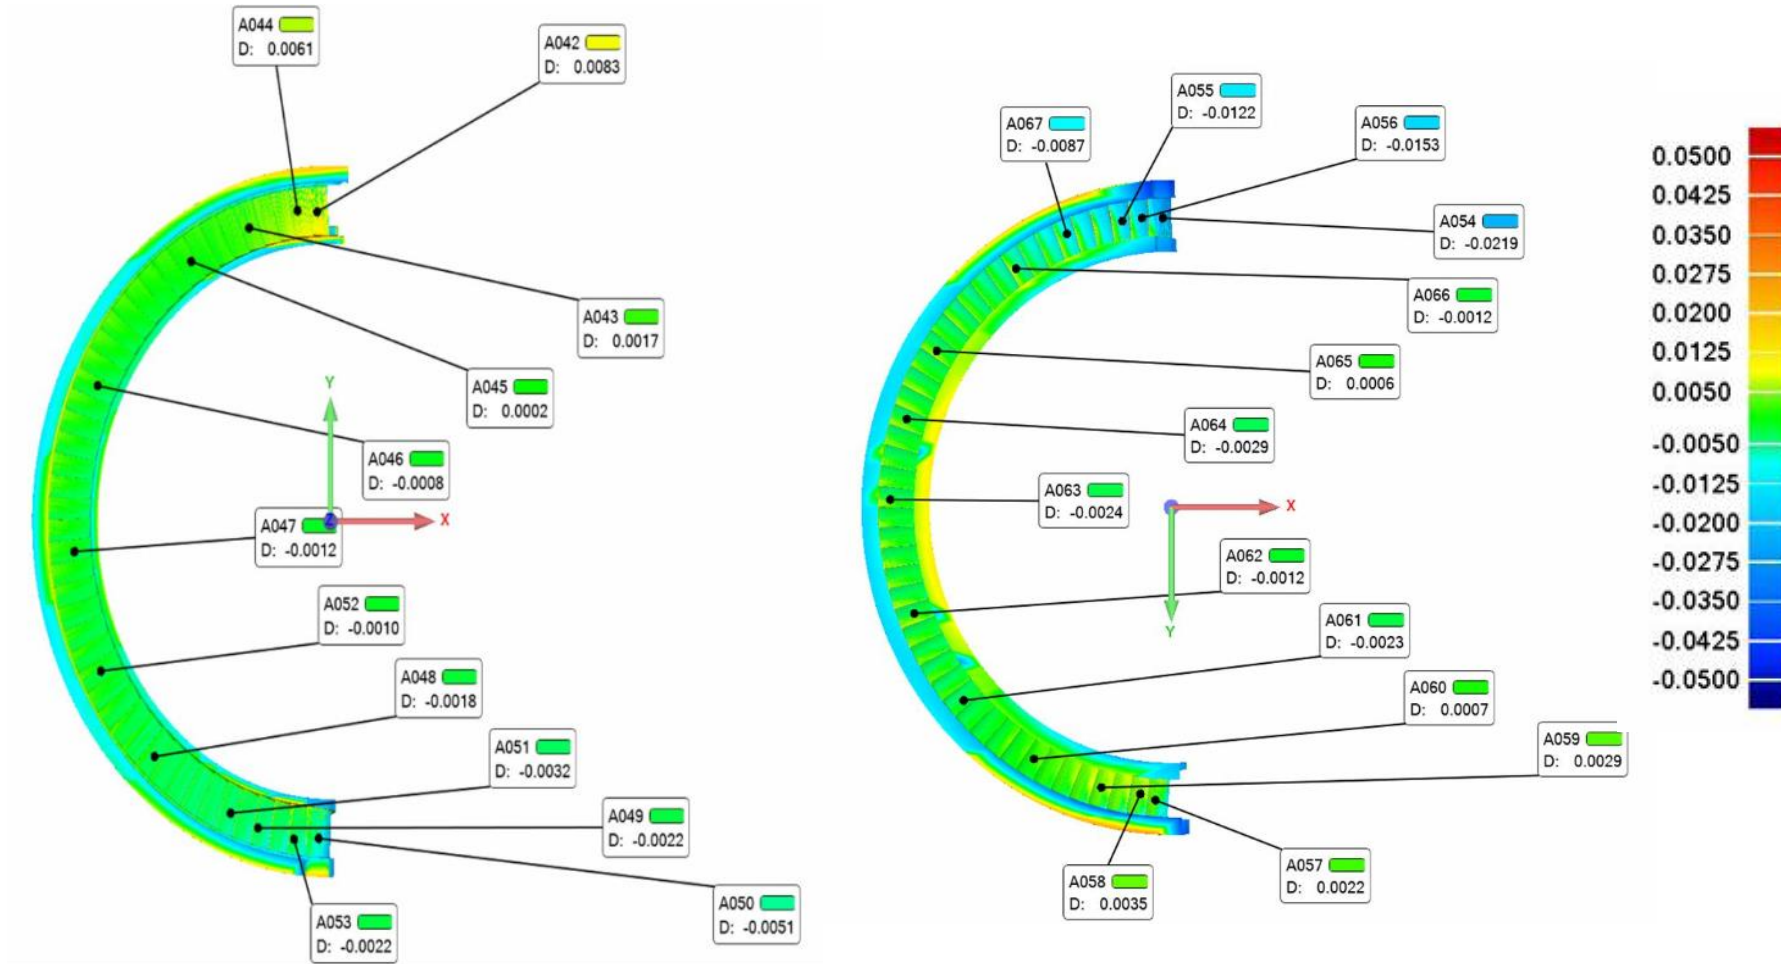 A044
D: 0.0061
A042
D: 0.0083
A043
D: 0.0017
A045
D: 0.0002
Y
A046
D: -0.0008
A047
D: -0.0012
Z
X
A052
D: -0.0010
A048
D: -0.0018
A051
D: -0.0032
A049
D: -0.0022
A050
D: -0.0051
A053
D: -0.0022
A055
D: -0.0122
A067
D: -0.0087
A056
D: -0.0153
A054
D: -0.0219
A066
D: -0.0012
A065
D: 0.0006
A064
D: -0.0029
A063
D: -0.0024
X
A062
D: -0.0012
Y
A061
D: -0.0023
A060
D: 0.0007
A059
D: 0.0029
A057
D: 0.0022
A058
D: 0.0035
0.0500
0.0425
0.0350
0.0275
0.0200
0.0125
0.0050
-0.0050
-0.0125
-0.0200
-0.0275
-0.0350
-0.0425
-0.0500